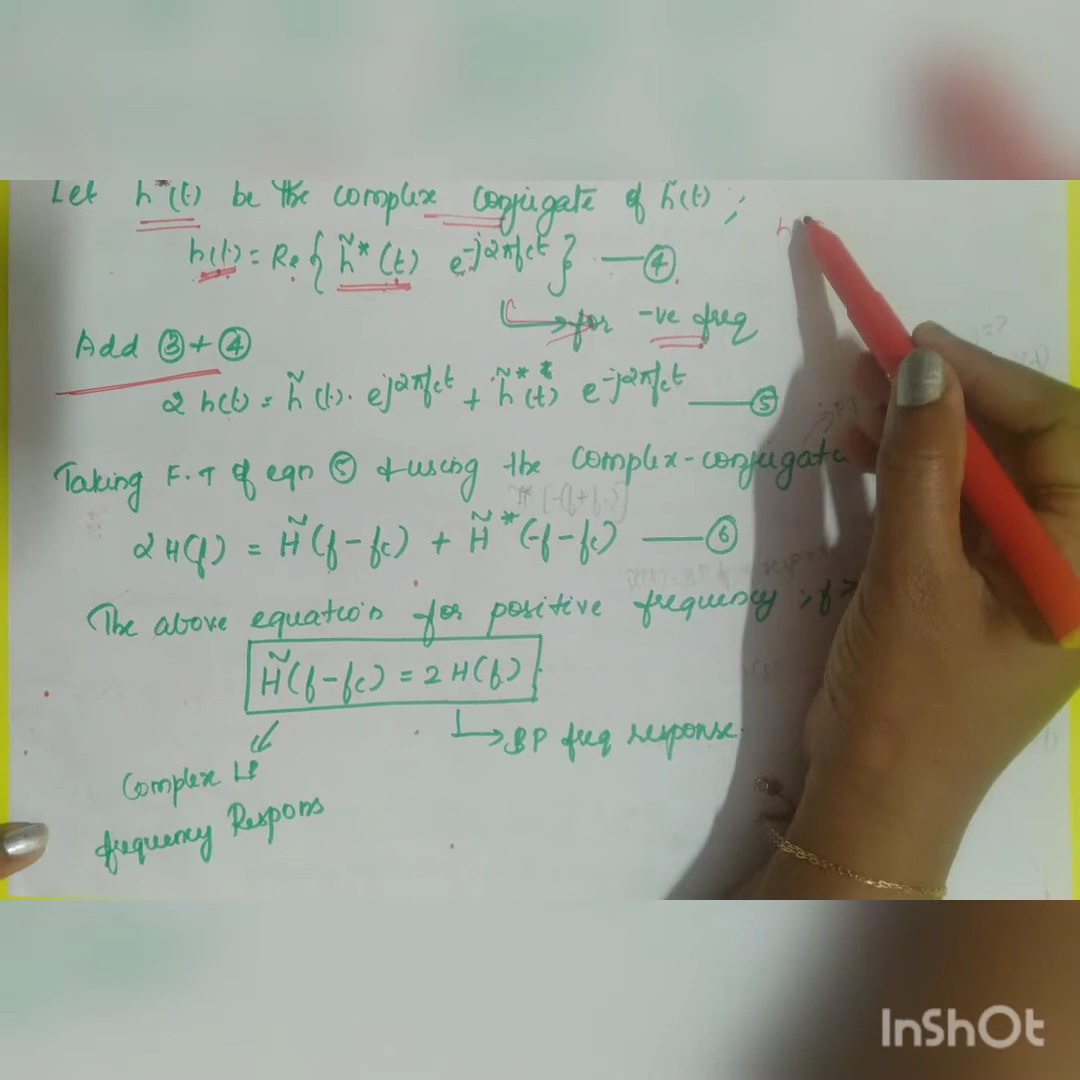 Let h*(t) be the complex conjugate of h̃(t) ;
h(t) = Re { h̃*(t) e^-j2πfct } — ④
→ for -ve freq
Add ③ + ④
2 h(t) = h̃(t). e^j2πfct + h̃**(t) e^-j2πfct — ⑤
Taking F.T of eqn ⑤ & using the complex-conjugate
2H(f) = H̃(f-fc) + H̃*(-f-fc) — ⑥
The above equation for positive frequency ; f>
H̃(f-fc) = 2H(f)
→ BP freq response.
Complex LP
frequency Respons
InShOt